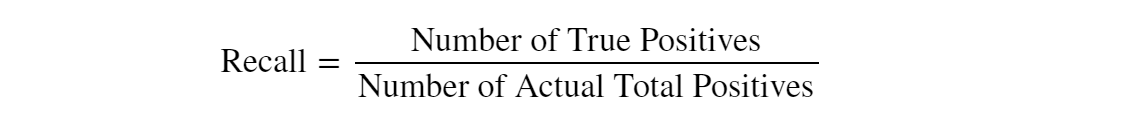 Recall = Number of True Positives
Number of Actual Total Positives